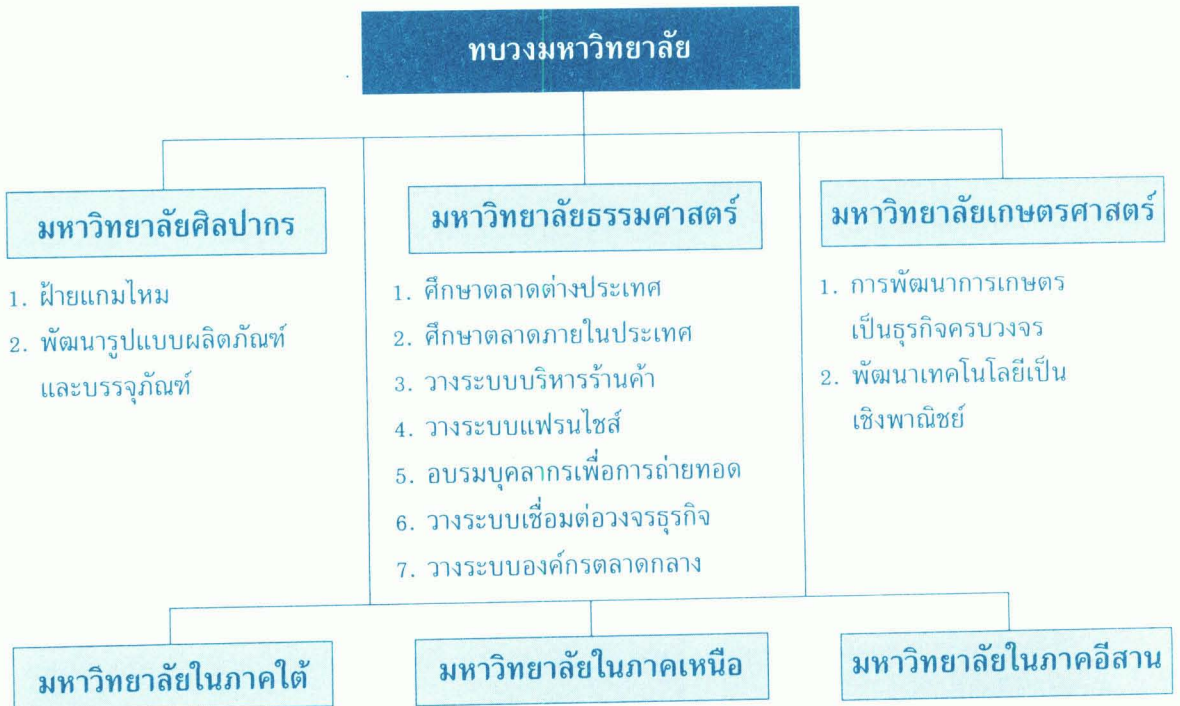 ทบวงมหาวิทยาลัย
มหาวิทยาลัยศิลปากร
1. ฝ้ายแกมไหม
2. พัฒนารูปแบบผลิตภัณฑ์
และบรรจุภัณฑ์
มหาวิทยาลัยธรรมศาสตร์
1. ศึกษาตลาดต่างประเทศ
2. ศึกษาตลาดภายในประเทศ
3. วางระบบบริหารร้านค้า
4. วางระบบแฟรนไชส์
5. อบรมบุคลากรเพื่อการถ่ายทอด
6. วางระบบเชื่อมต่อวงจรธุรกิจ
7. วางระบบองค์กรตลาดกลาง
มหาวิทยาลัยเกษตรศาสตร์
1. การพัฒนาการเกษตร
เป็นธุรกิจครบวงจร
2. พัฒนาเทคโนโลยีเป็น
เชิงพาณิชย์
มหาวิทยาลัยในภาคใต้
มหาวิทยาลัยในภาคเหนือ
มหาวิทยาลัยในภาคอีสาน